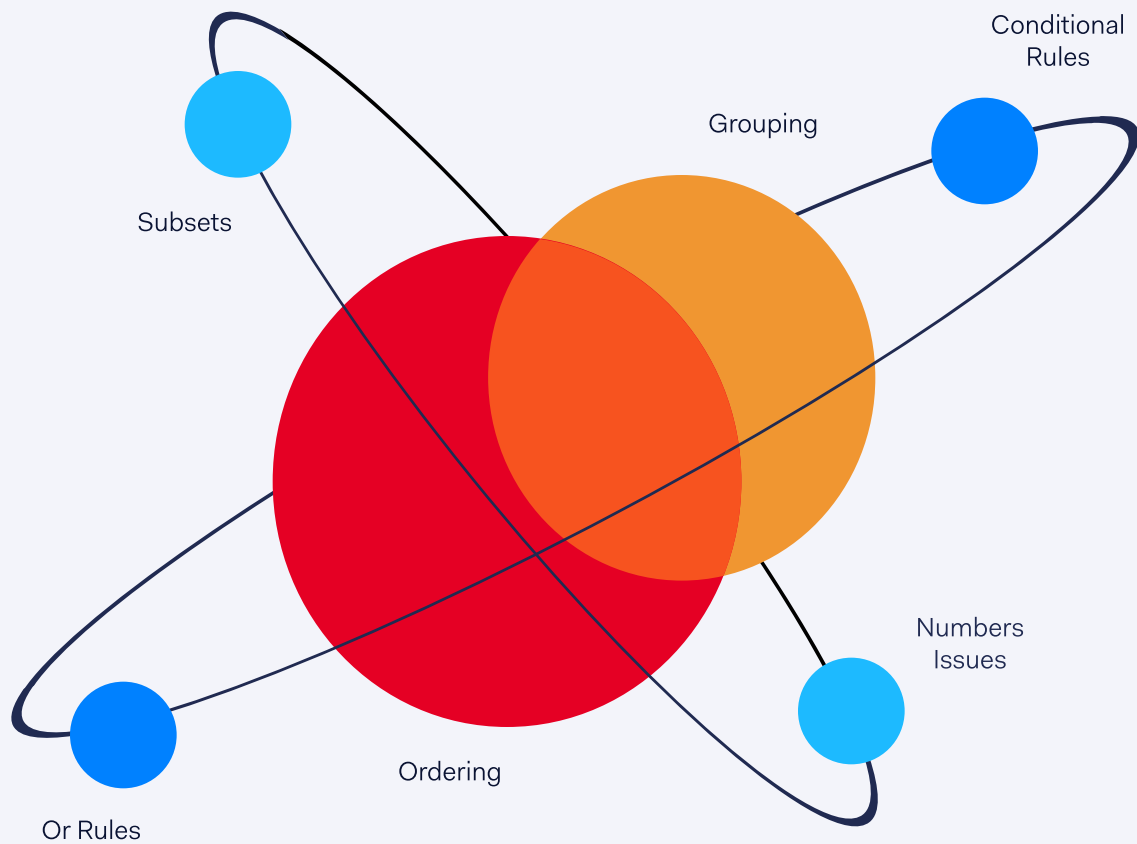 Conditional
Rules
Grouping
Subsets
Numbers
Issues
Ordering
Or Rules